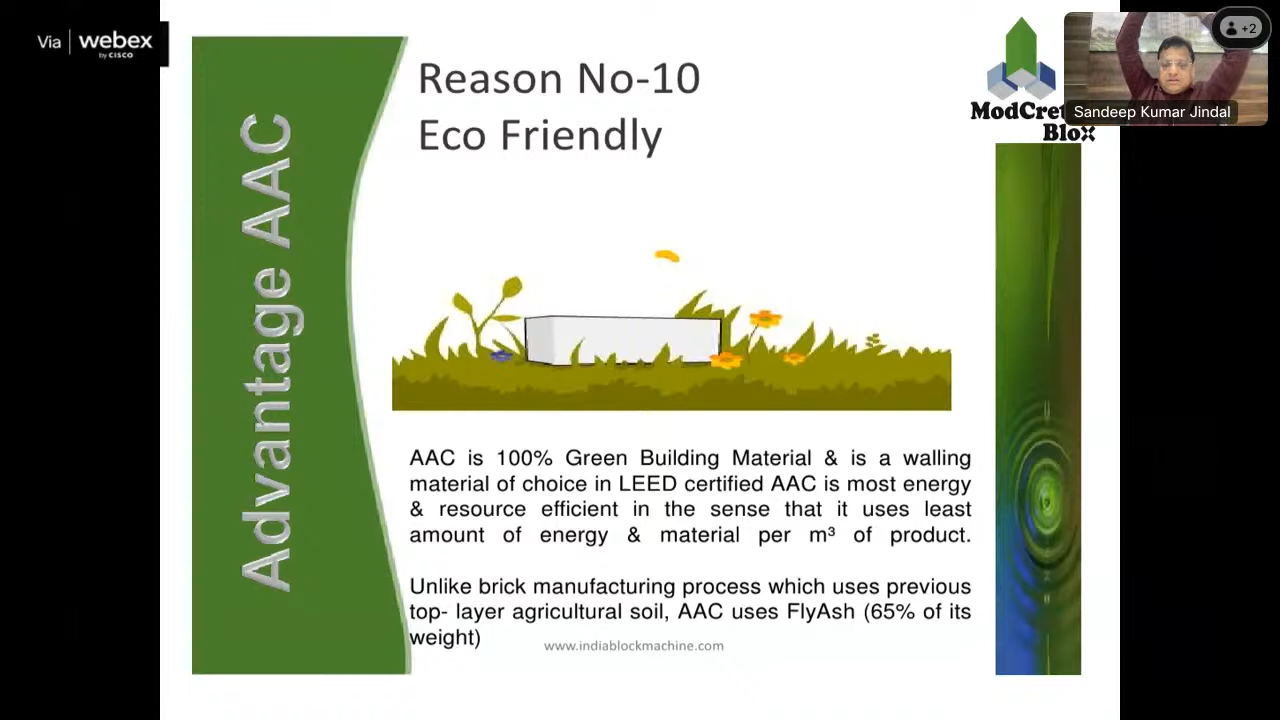 Via webex
by CISCO
Reason No-10
Eco Friendly
+2
Sandeep Kumar Jindal
Blox
Advantage AAC
AAC is 100% Green Building Material & is a walling
material of choice in LEED certified AAC is most energy
& resource efficient in the sense that it uses least
amount of energy & material per m³ of product.
Unlike brick manufacturing process which uses previous
top- layer agricultural soil, AAC uses FlyAsh (65% of its
weight)
www.indiablockmachine.com